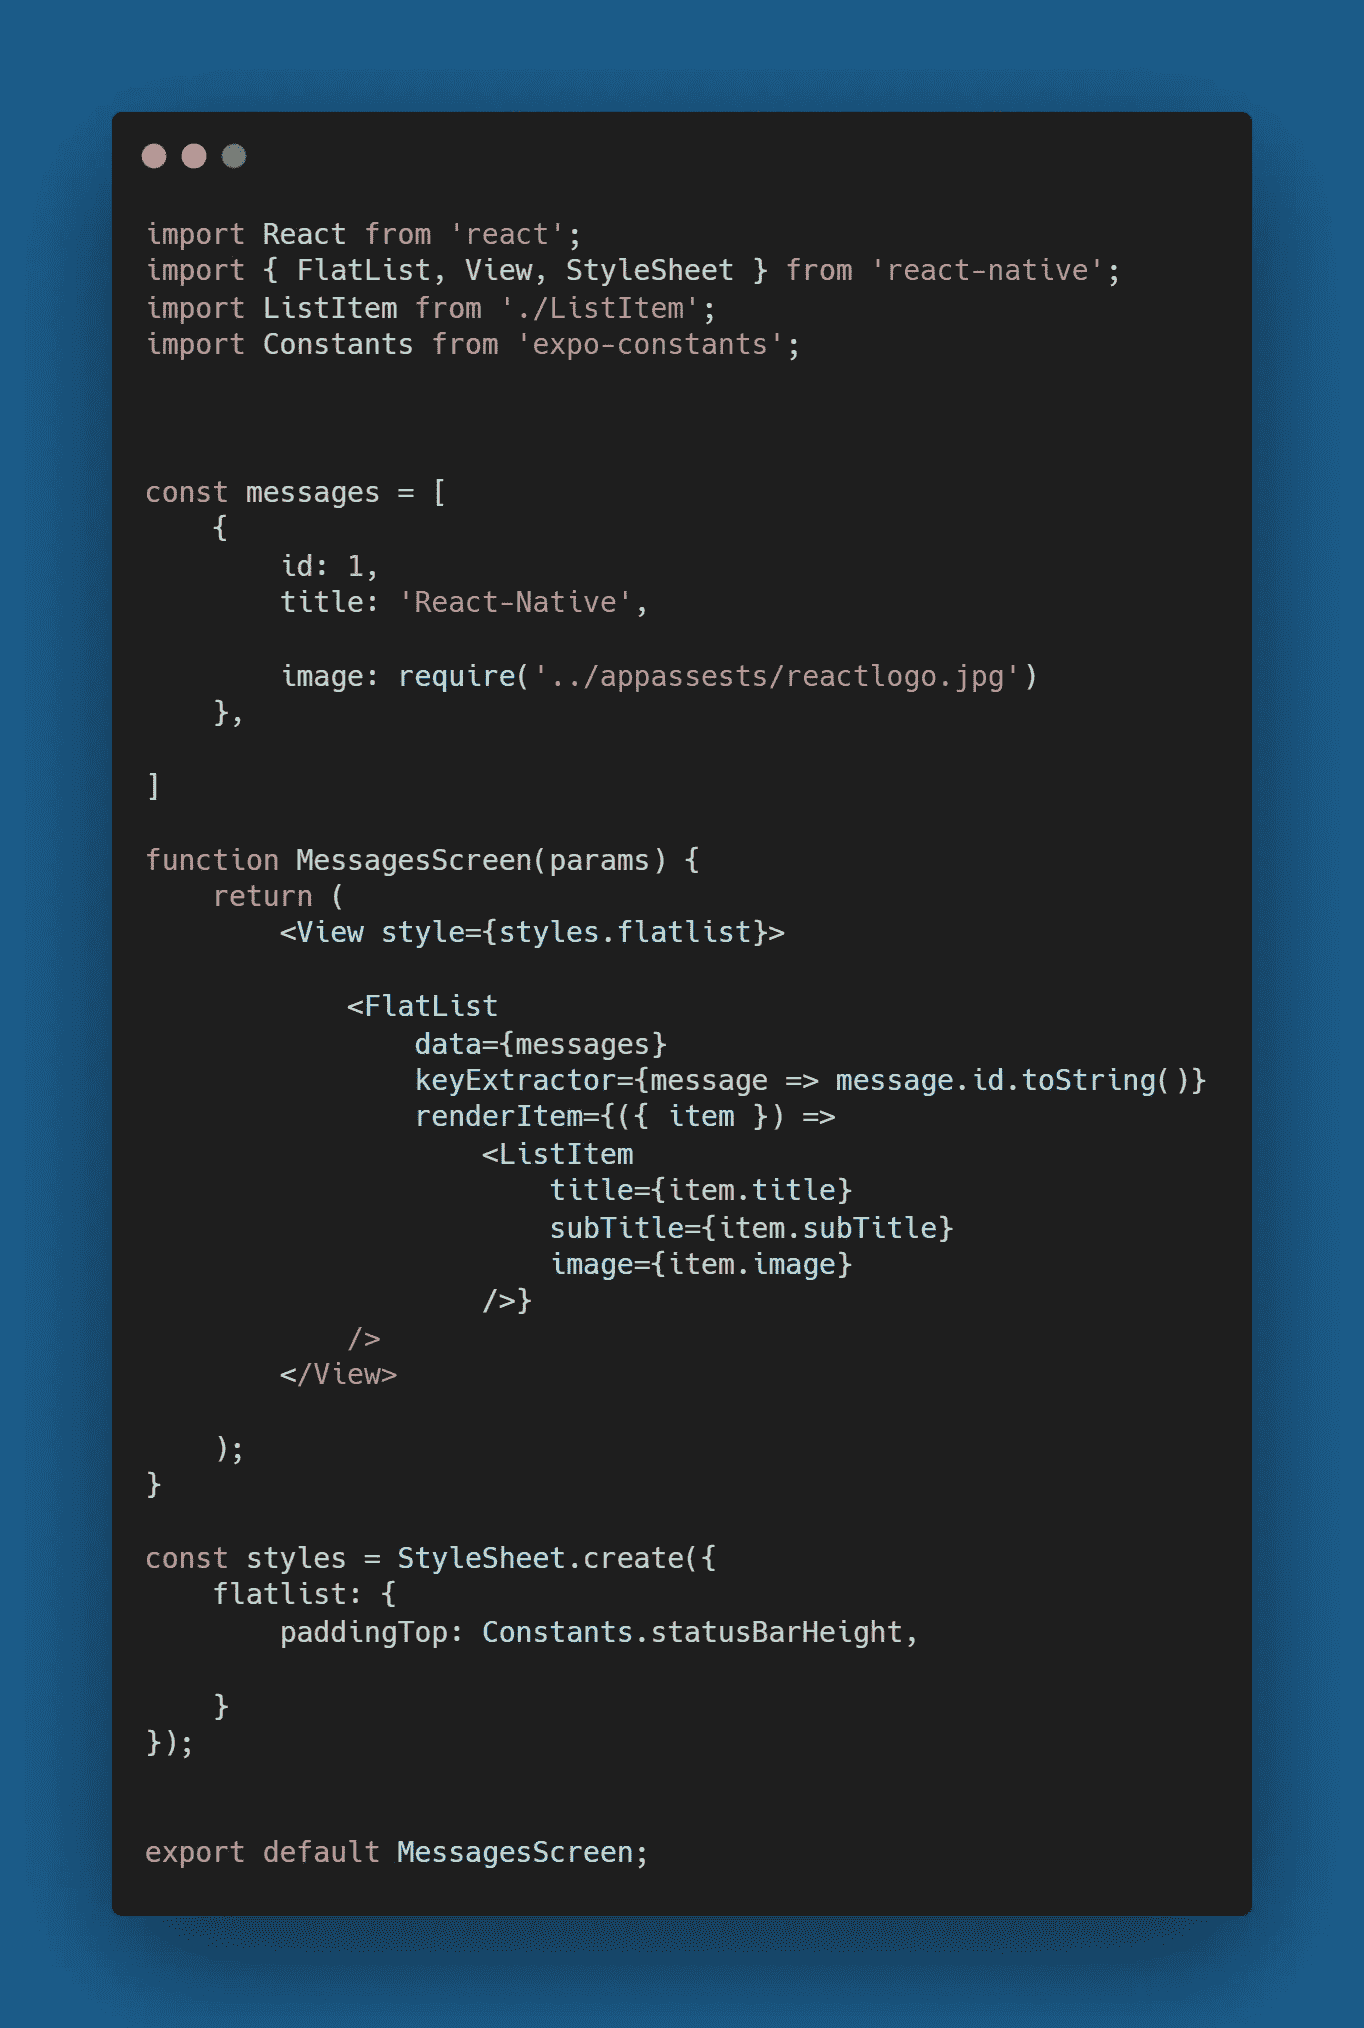 import React from 'react';
import { FlatList, View, StyleSheet } from 'react-native';
import ListItem from './ListItem';
import Constants from 'expo-constants';
const messages = [
    {
        id: 1,
        title: 'React-Native',
        image: require('../appassests/reactlogo.jpg')
    },
]
function MessagesScreen(params) {
    return (
        <View style={styles.flatlist}>
            <FlatList
                data={messages}
                keyExtractor={message => message.id.toString()}
                renderItem={({ item }) =>
                    <ListItem
                        title={item.title}
                        subTitle={item.subTitle}
                        image={item.image}
                    />}
            />
        </View>
    );
}
const styles = StyleSheet.create({
    flatlist: {
        paddingTop: Constants.statusBarHeight,
    }
});
export default MessagesScreen;